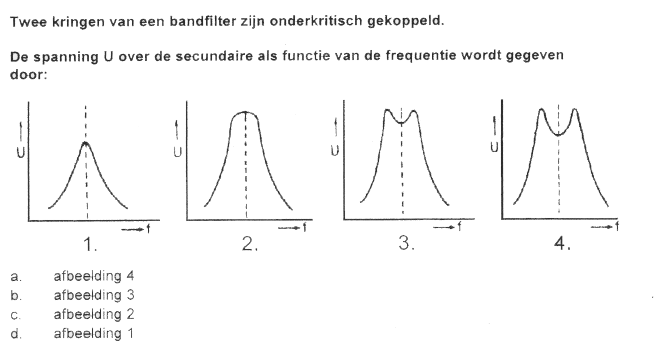 Twee kringen van een bandfilter zijn onderkritisch gekoppeld.
De spanning U over de secundaire als functie van de frequentie wordt gegeven
door:
U U U U
f f f f
1. 2. 3. 4.
a. afbeelding 4
b. afbeelding 3
c. afbeelding 2
d. afbeelding 1